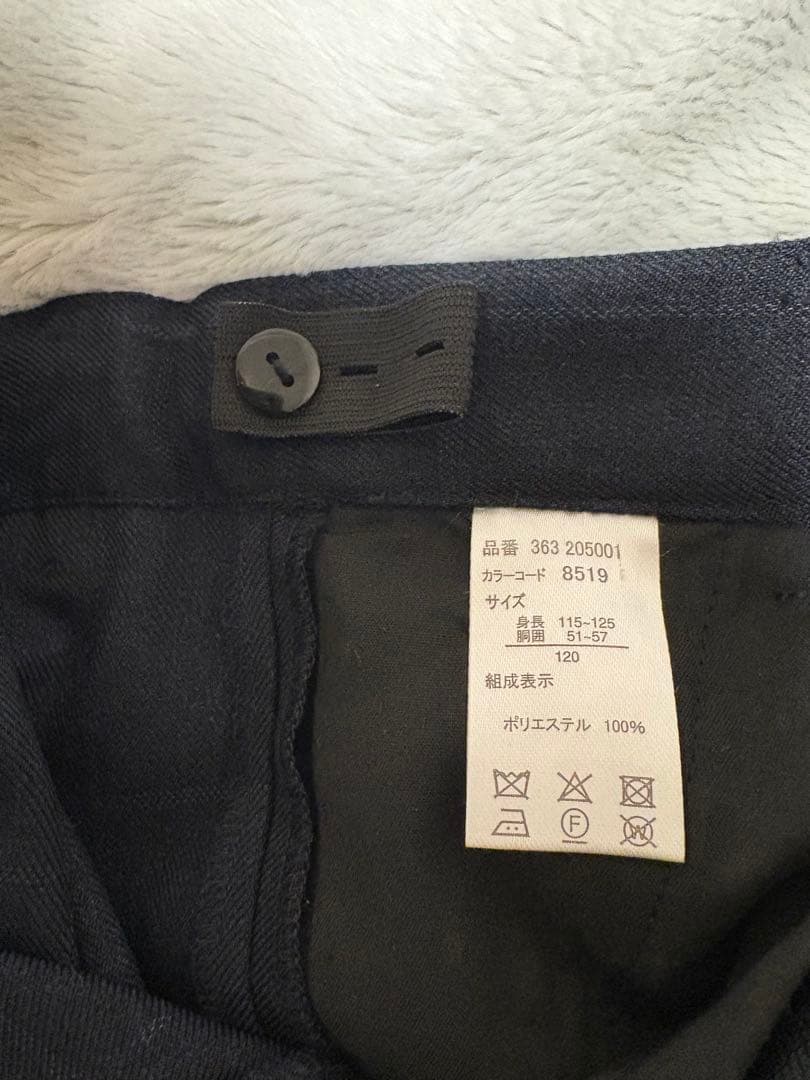 品番 363 205001
カラーコード 8519
サイズ
身長 115~125
胴囲 51~57
120
組成表示
ポリエステル 100%
F
W